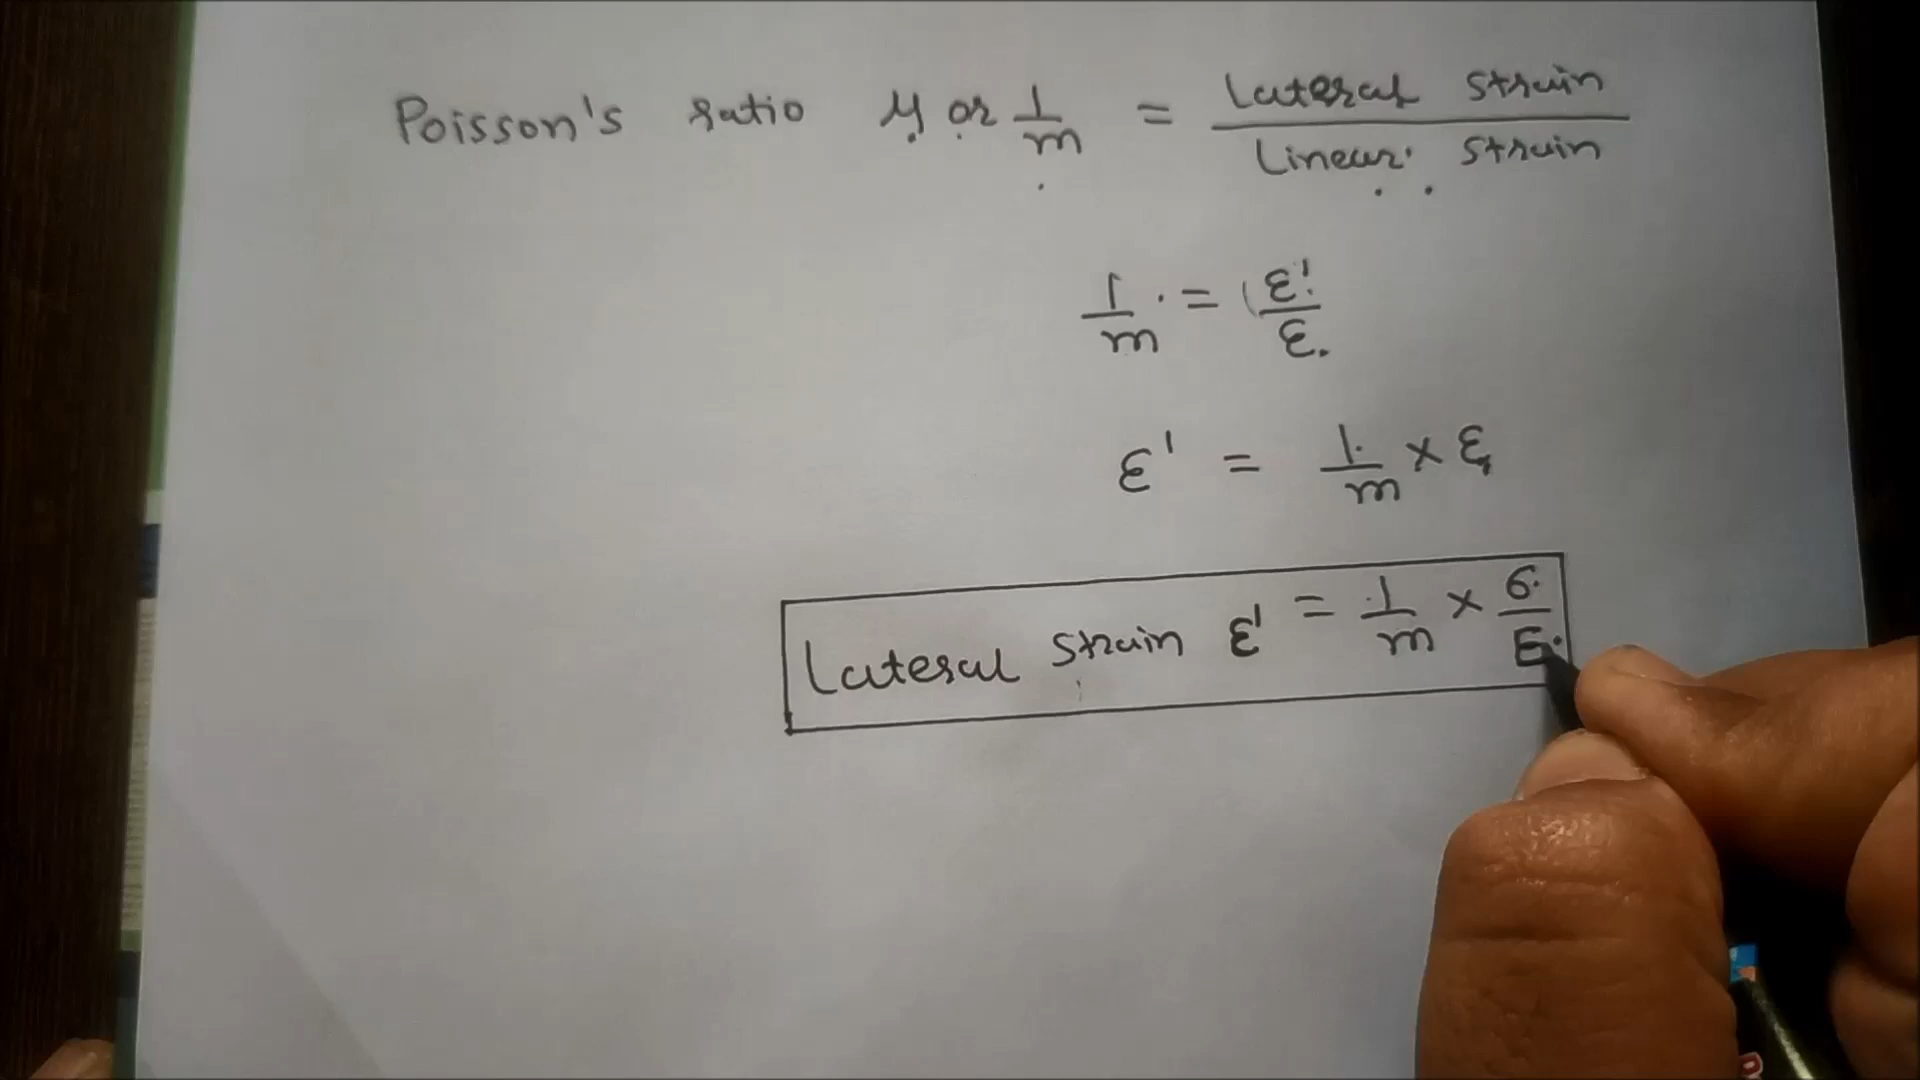 Poisson's ratio μ or 1/m = Lateral strain / Linear strain
1/m = ε'/ε
ε' = 1/m × ε
Lateral strain ε' = 1/m × σ/E